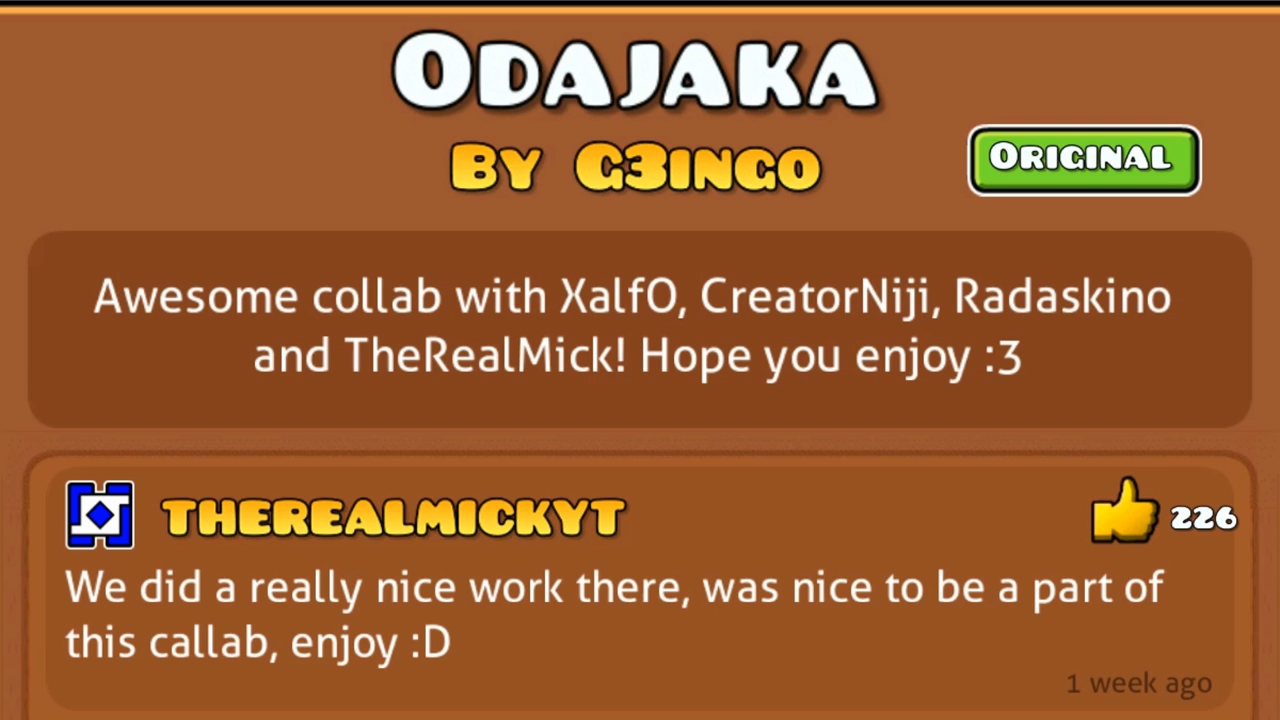 ODAJAKA
BY G3INGO
ORIGINAL
Awesome collab with XalfO, CreatorNiji, Radaskino
and TheRealMick! Hope you enjoy :3
THEREALMICKYT
226
We did a really nice work there, was nice to be a part of
this callab, enjoy :D
1 week ago